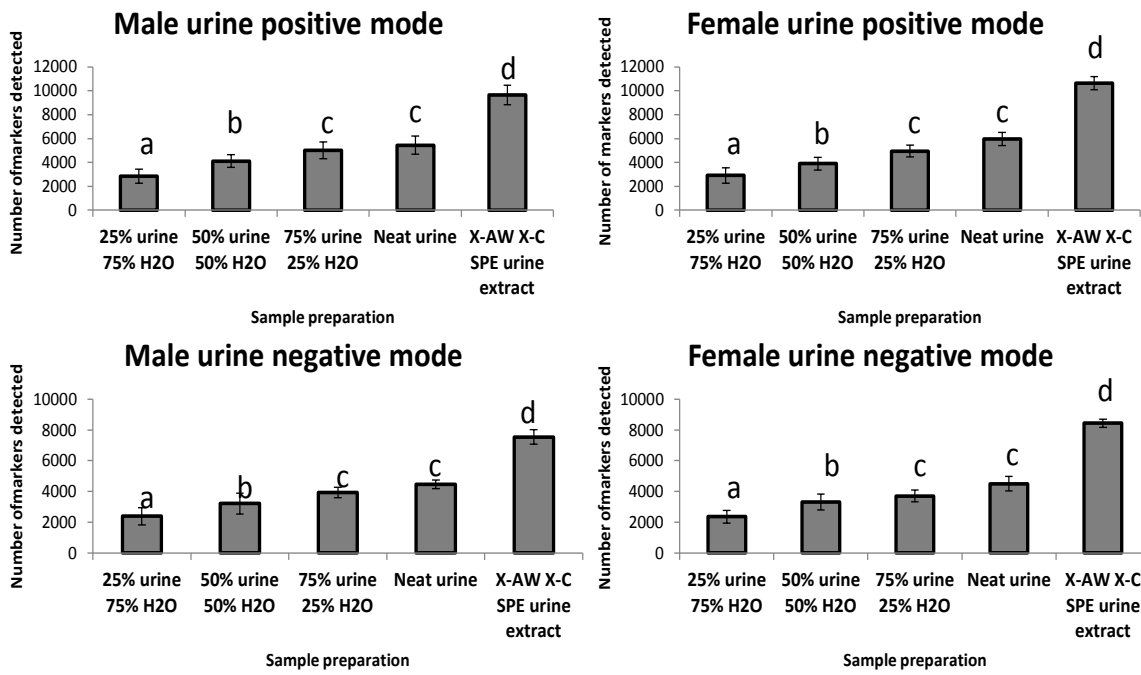 Male urine positive mode
Number ofmarkers detected
12000
10000
8000
6000
4000
2000
0
a
b
c
c
d
25% urine 50% urine 75% urine Neat urine X-AW X-C
75% H2O 50% H2O 25% H2O SPE urine
extract
Sample preparation
Female urine positive mode
Number of markers detected
12000
10000
8000
6000
4000
2000
0
a
b
c
c
d
25% urine 50% urine 75% urine Neat urine X-AW X-C
75% H2O 50% H2O 25% H2O SPE urine
extract
Sample preparation
Male urine negative mode
Number ofmarkers detected
10000
8000
6000
4000
2000
0
a
b
c
c
d
25% urine 50% urine 75% urine Neat urine X-AW X-C
75% H2O 50% H2O 25% H2O SPE urine
extract
Sample preparation
Female urine negative mode
Number ofmarkers detected
10000
8000
6000
4000
2000
0
a
b
c
c
d
25% urine 50% urine 75% urine Neat urine X-AW X-C
75% H2O 50% H2O 25% H2O SPE urine
extract
Sample preparation